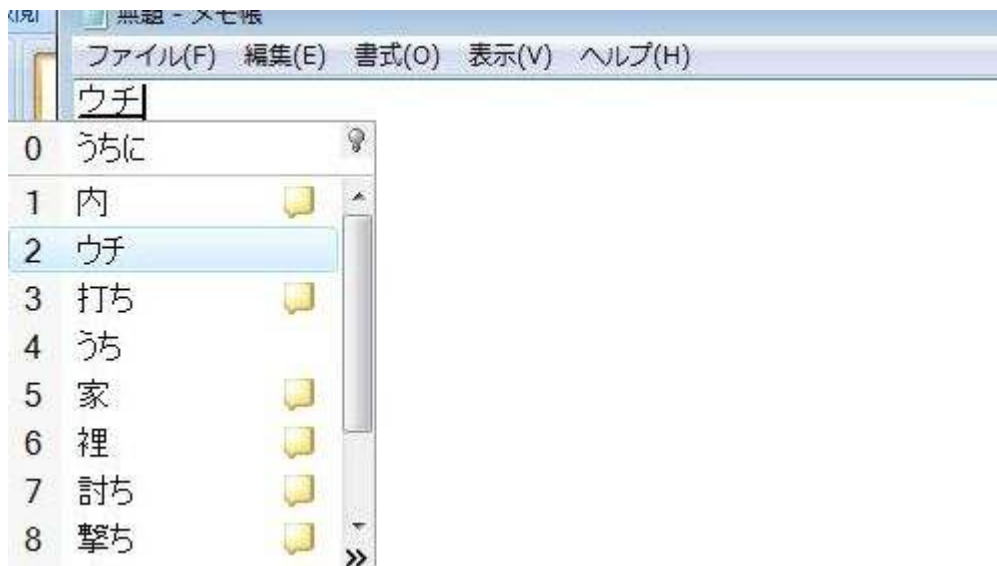 無題 - メモ帳
ファイル(F) 編集(E) 書式(O) 表示(V) ヘルプ(H)
ウチ
0 うちに
1 内
2 ウチ
3 打ち
4 うち
5 家
6 裡
7 討ち
8 撃ち
»